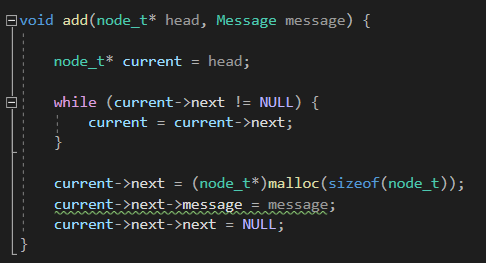 void add(node_t* head, Message message) {
node_t* current = head;
while (current->next != NULL) {
current = current->next;
}
current->next = (node_t*)malloc(sizeof(node_t));
current->next->message = message;
current->next->next = NULL;
}